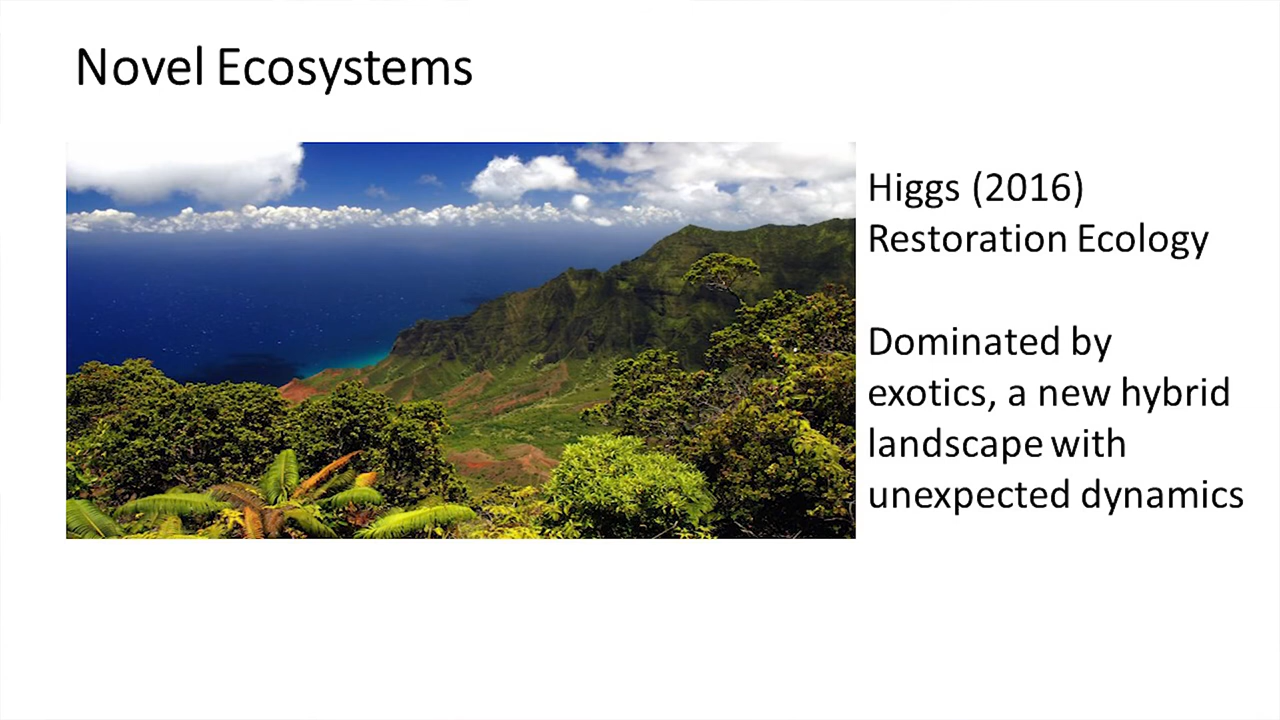 Novel Ecosystems
Higgs (2016)
Restoration Ecology
Dominated by
exotics, a new hybrid
landscape with
unexpected dynamics